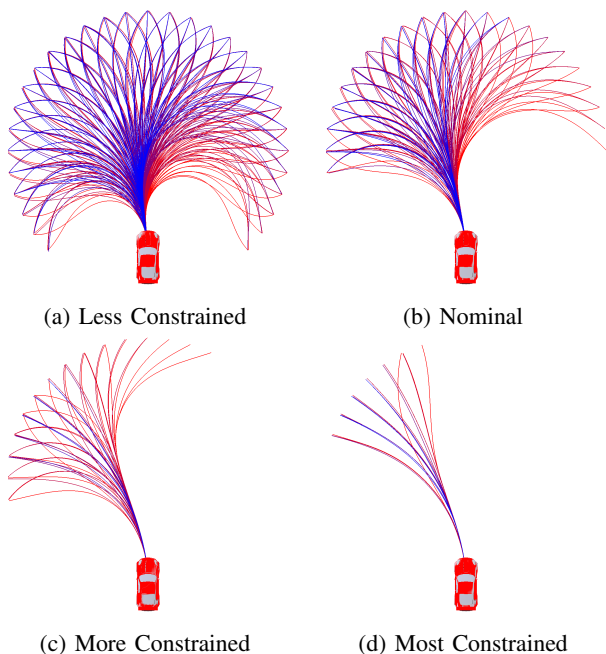 (a) Less Constrained
(b) Nominal
(c) More Constrained
(d) Most Constrained